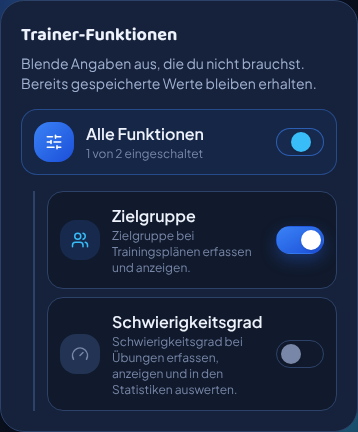 Trainer-Funktionen
Blende Angaben aus, die du nicht brauchst.
Bereits gespeicherte Werte bleiben erhalten.
Alle Funktionen
1 von 2 eingeschaltet
Zielgruppe
Zielgruppe bei
Trainingsplänen erfassen
und anzeigen.
Schwierigkeitsgrad
Schwierigkeitsgrad bei
Übungen erfassen,
anzeigen und in den
Statistiken auswerten.